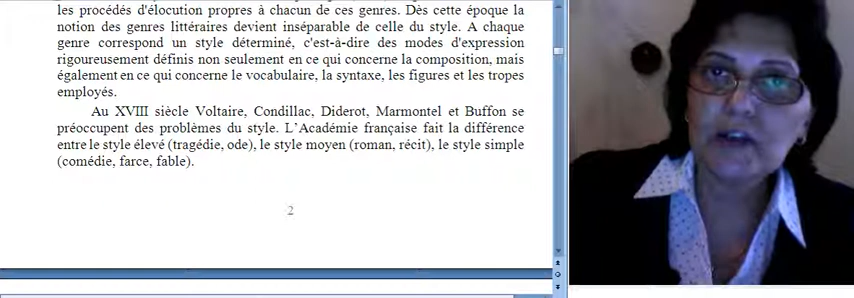 les procédés d'élocution propres à chacun de ces genres. Dès cette époque la
notion des genres littéraires devient inséparable de celle du style. A chaque
genre correspond un style déterminé, c'est-à-dire des modes d'expression
rigoureusement définis non seulement en ce qui concerne la composition, mais
également en ce qui concerne le vocabulaire, la syntaxe, les figures et les tropes
employés.
Au XVIII siècle Voltaire, Condillac, Diderot, Marmontel et Buffon se
préoccupent des problèmes du style. L'Académie française fait la différence
entre le style élevé (tragédie, ode), le style moyen (roman, récit), le style simple
(comédie, farce, fable).
2